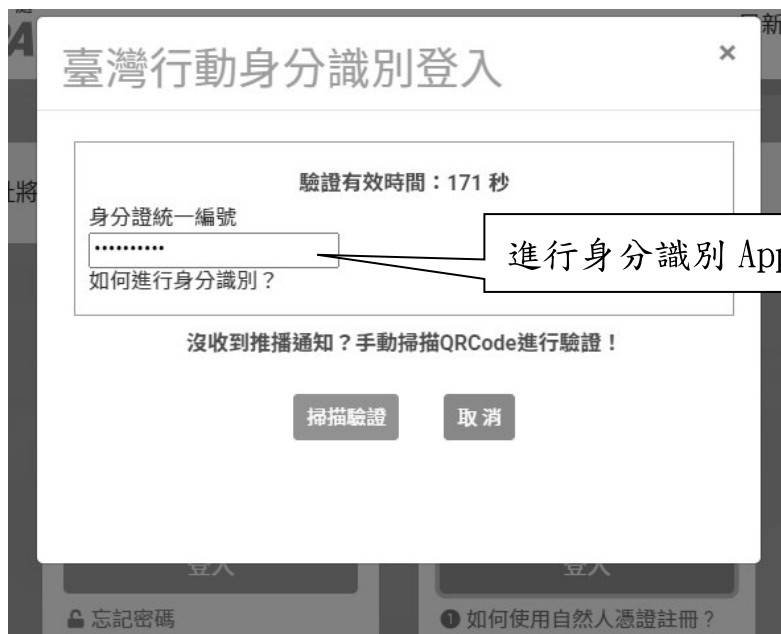 臺灣行動身分識別登入
×
驗證有效時間：171 秒
身分證統一編號
••••••••••
進行身分識別 App
如何進行身分識別？
沒收到推播通知？手動掃描QRCode進行驗證！
掃描驗證
取 消
登入
登入
忘記密碼
❶ 如何使用自然人憑證註冊？